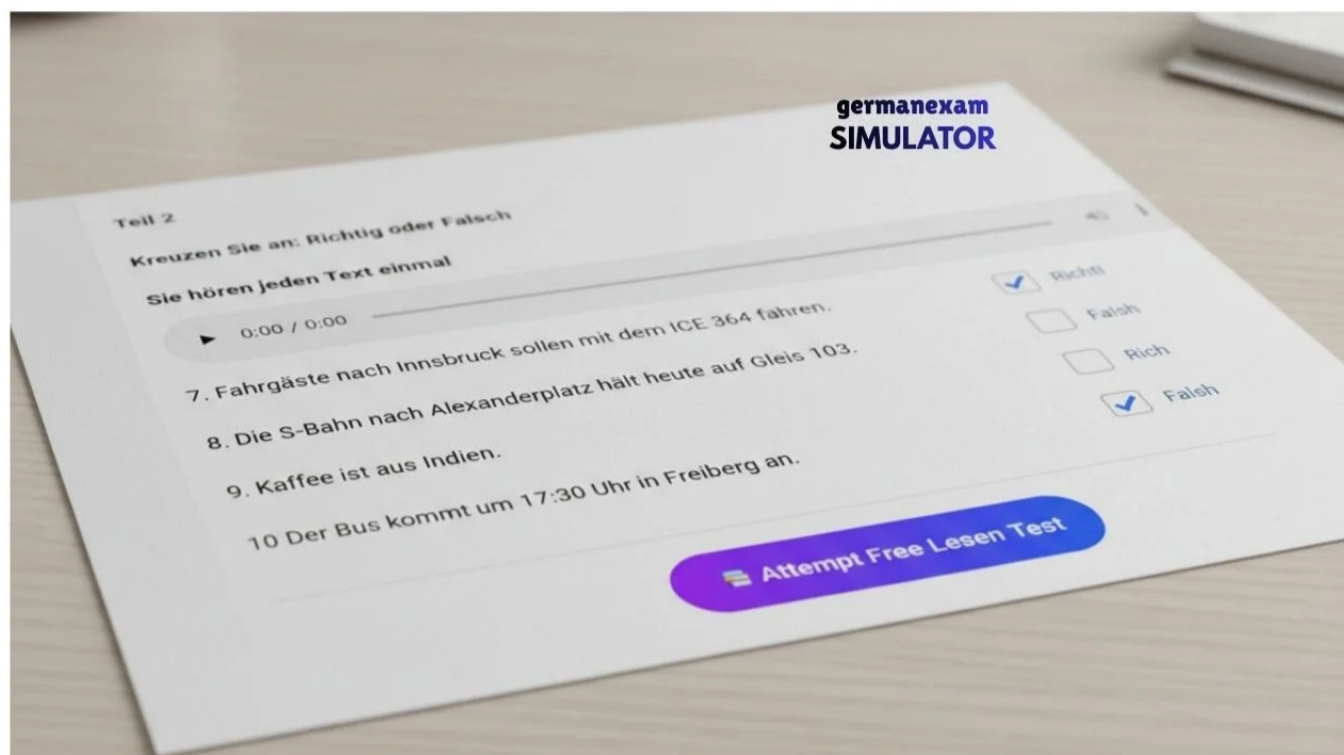 germanexam
SIMULATOR
Teil 2
Kreuzen Sie an: Richtig oder Falsch
Sie hören jeden Text einmal
0:00 / 0:00
7. Fahrgäste nach Innsbruck sollen mit dem ICE 364 fahren.
Richti
8. Die S-Bahn nach Alexanderplatz hält heute auf Gleis 103.
Falsh
9. Kaffee ist aus Indien.
Rich
10 Der Bus kommt um 17:30 Uhr in Freiberg an.
Falsh
Attempt Free Lesen Test